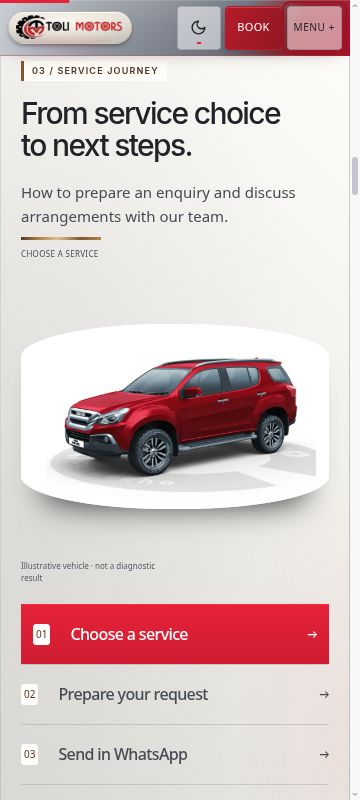 TOLI MOTORS
BOOK
MENU +
03 / SERVICE JOURNEY
From service choice
to next steps.
How to prepare an enquiry and discuss
arrangements with our team.
CHOOSE A SERVICE
Illustrative vehicle · not a diagnostic
result
01 Choose a service →
02 Prepare your request →
03 Send in WhatsApp →